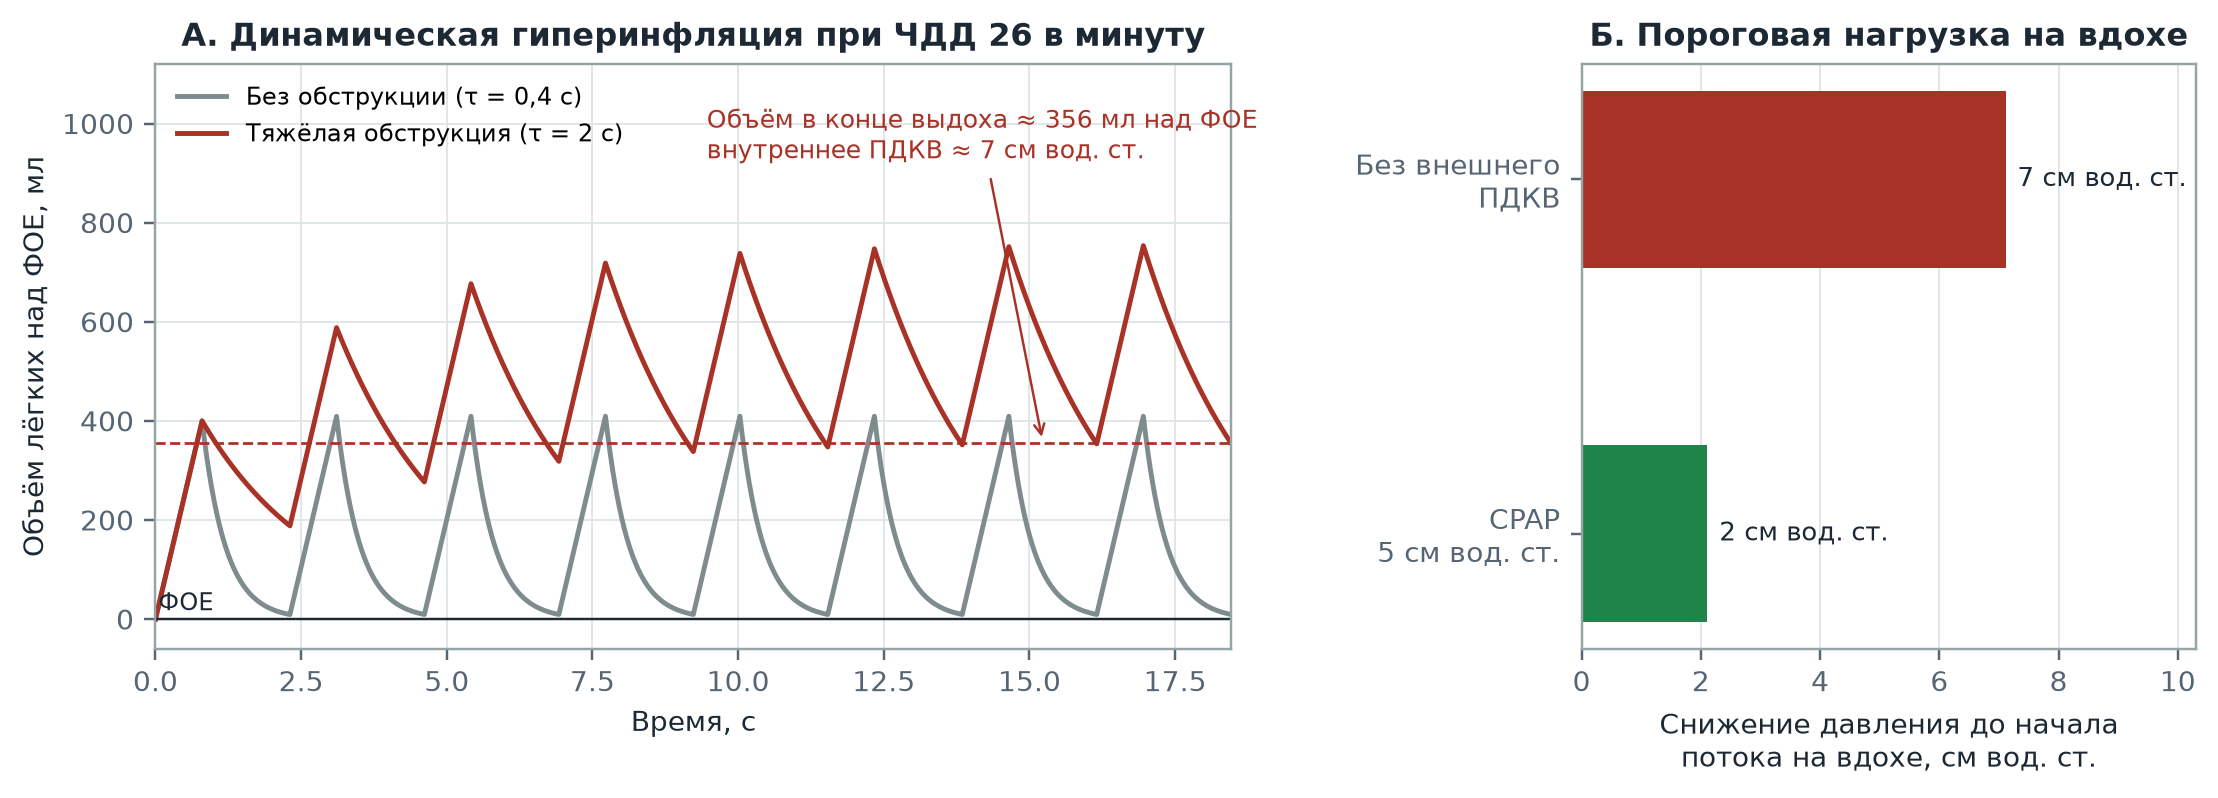 А. Динамическая гиперинфляция при ЧДД 26 в минуту
Без обструкции (τ = 0,4 с)
Тяжёлая обструкция (τ = 2 с)
Объём в конце выдоха ≈ 356 мл над ФОЕ
внутреннее ПДКВ ≈ 7 см вод. ст.
Объём лёгких над ФОЕ, мл
1000
800
600
400
200
0
ФОЕ
0.0 2.5 5.0 7.5 10.0 12.5 15.0 17.5
Время, с
Б. Пороговая нагрузка на вдохе
Без внешнего
ПДКВ
7 см вод. ст.
CPAP
5 см вод. ст.
2 см вод. ст.
0 2 4 6 8 10
Снижение давления до начала
потока на вдохе, см вод. ст.